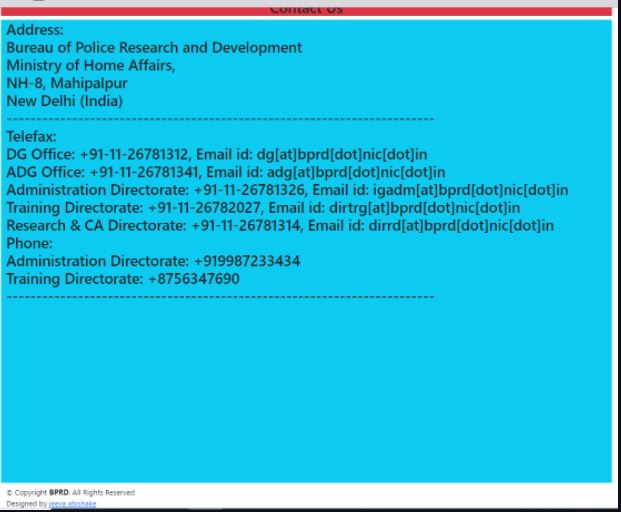 Contact Us
Address:
Bureau of Police Research and Development
Ministry of Home Affairs,
NH-8, Mahipalpur
New Delhi (India)
------------------------------------------------------------------------
Telefax:
DG Office: +91-11-26781312, Email id: dg[at]bprd[dot]nic[dot]in
ADG Office: +91-11-26781341, Email id: adg[at]bprd[dot]nic[dot]in
Administration Directorate: +91-11-26781326, Email id: igadm[at]bprd[dot]nic[dot]in
Training Directorate: +91-11-26782027, Email id: dirtrg[at]bprd[dot]nic[dot]in
Research & CA Directorate: +91-11-26781314, Email id: dirrd[at]bprd[dot]nic[dot]in
Phone:
Administration Directorate: +919987233434
Training Directorate: +8756347690
------------------------------------------------------------------------
© Copyright BPRD. All Rights Reserved
Designed by jeeva abishake